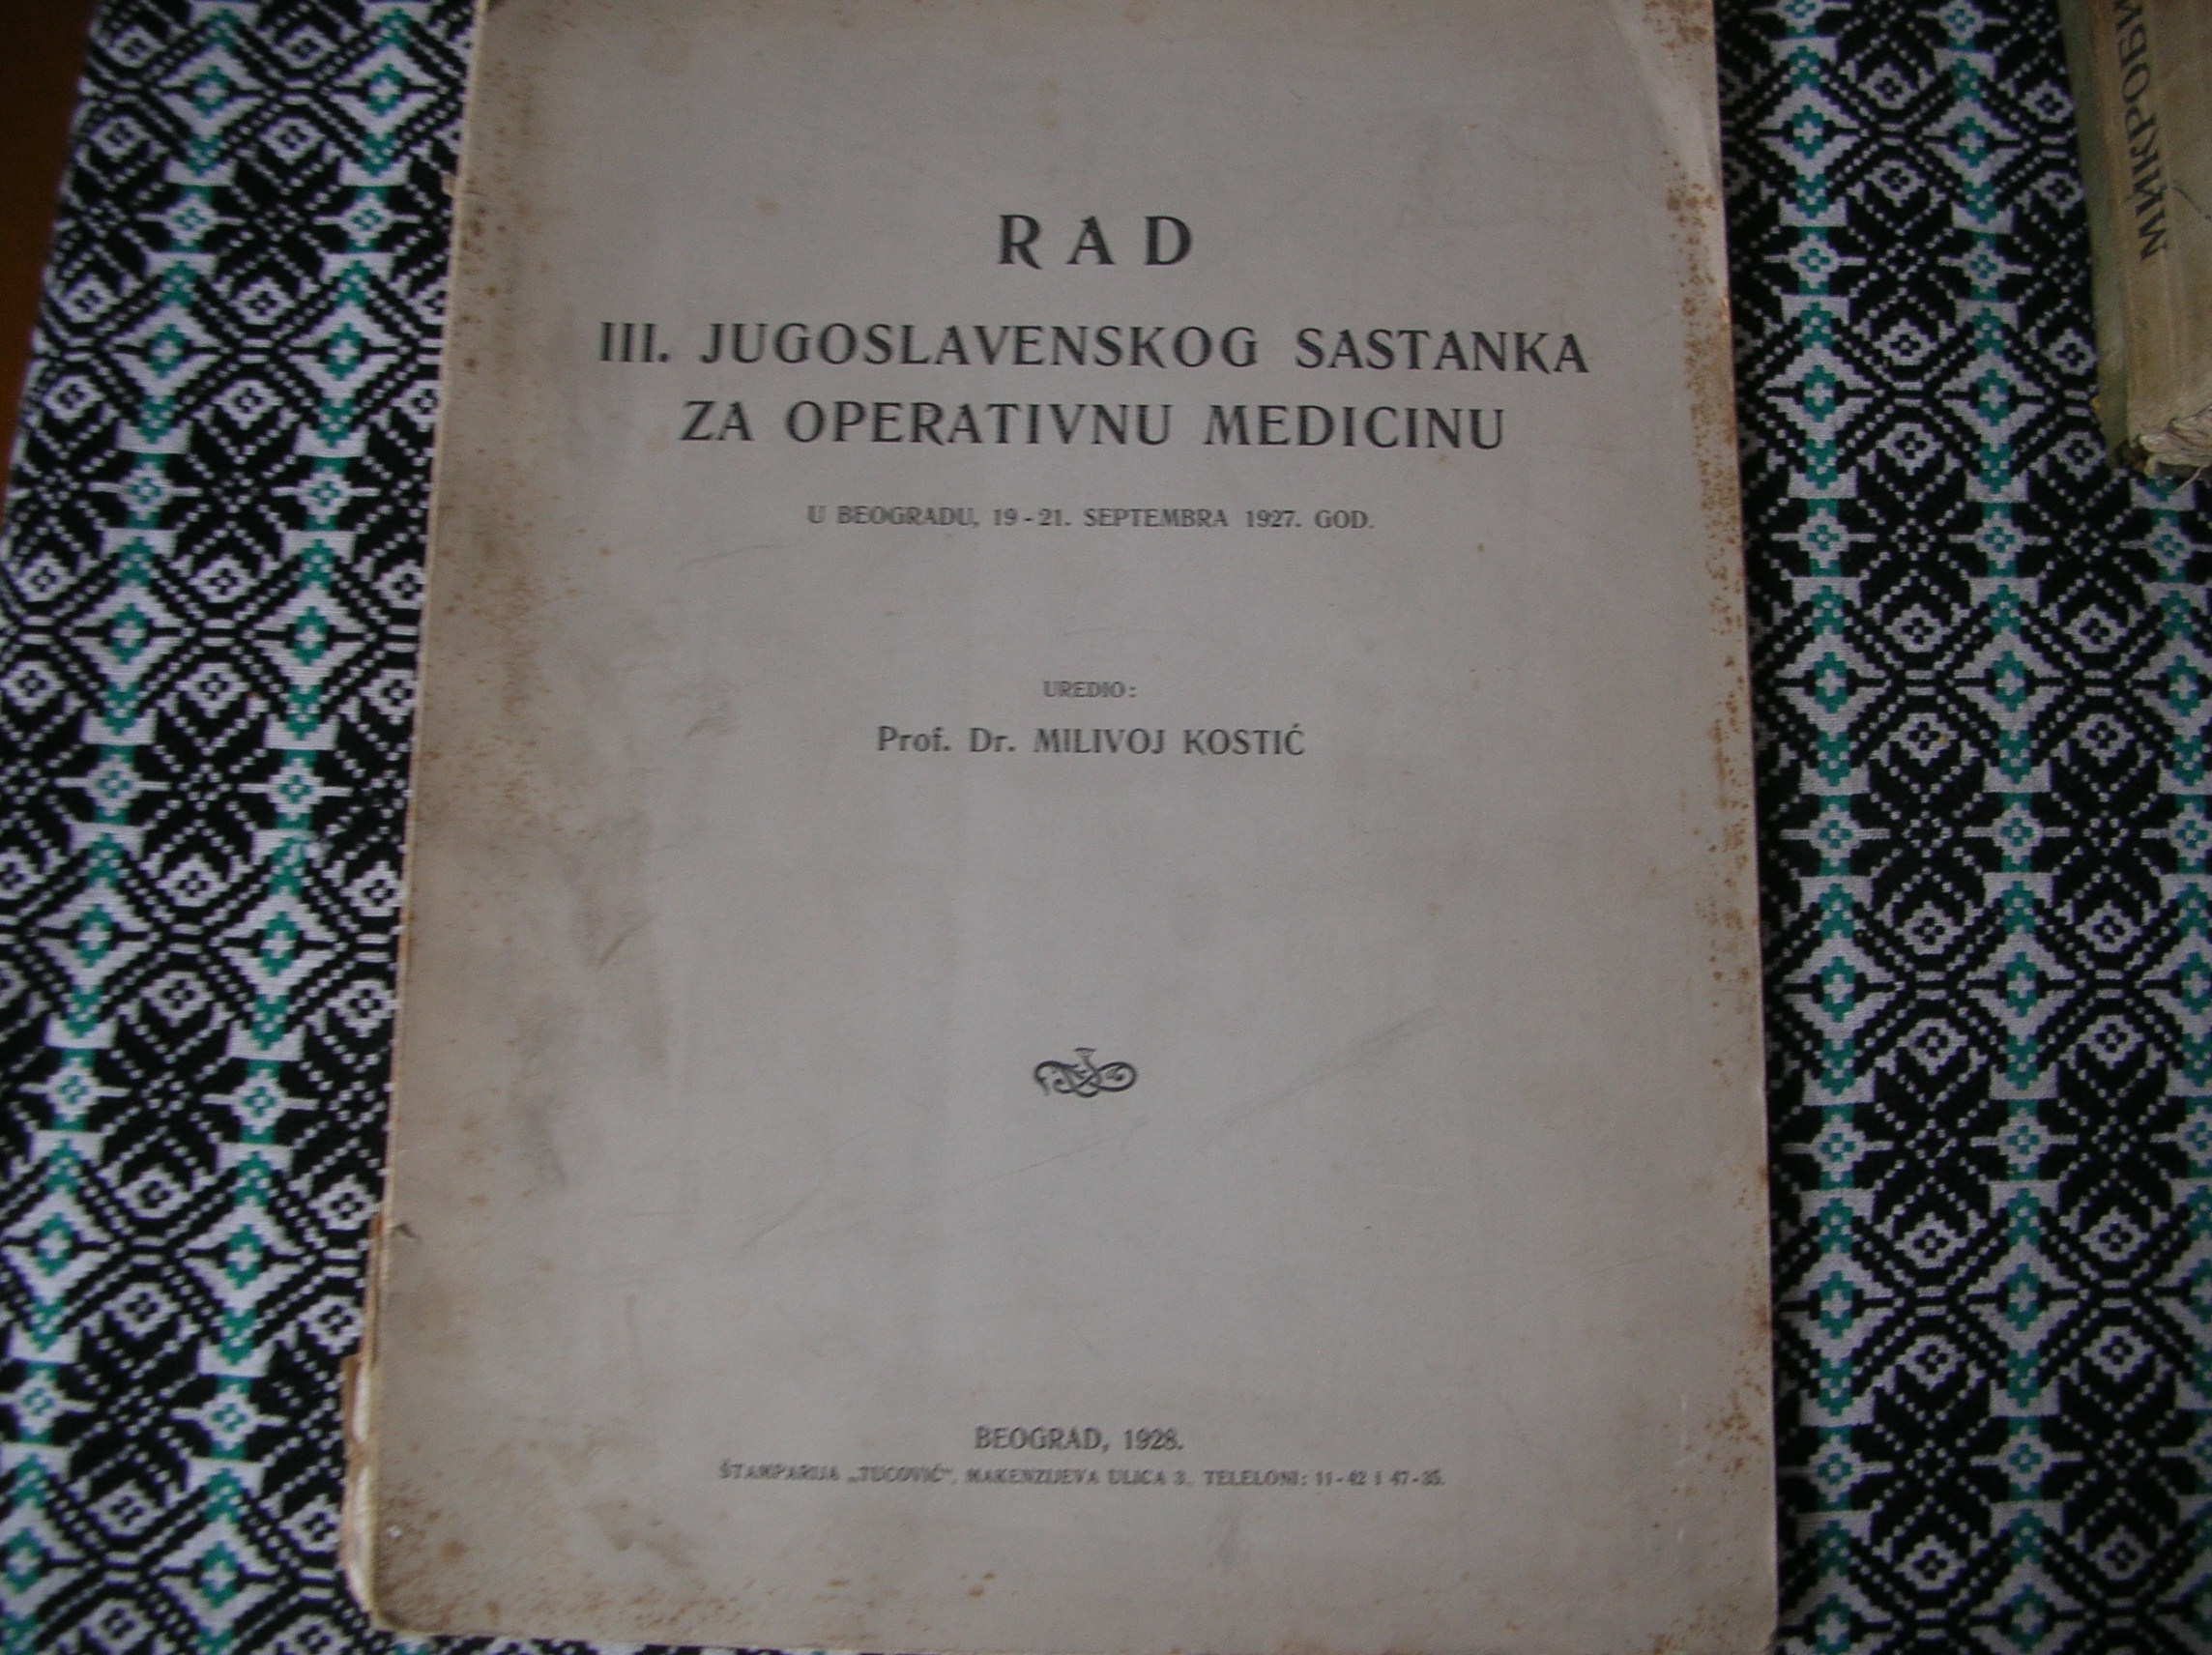 RAD
III. JUGOSLAVENSKOG SASTANKA
ZA OPERATIVNU MEDICINU
U BEOGRADU, 19-21. SEPTEMBRA 1927. GOD.
UREDIO:
Prof. Dr. MILIVOJ KOSTIĆ
BEOGRAD, 1928.
ŠTAMPARIJA „TUCOVIĆ”, MAKENZIJEVA ULICA 3. TELELONI: 11-42 i 47-35.
МИКРОБИ